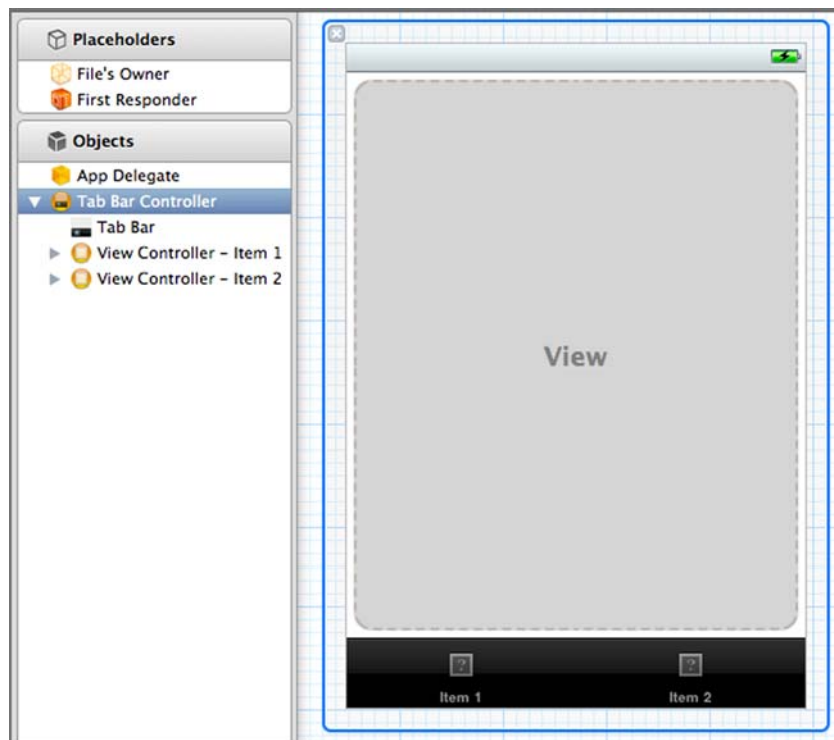 Placeholders
File's Owner
First Responder
Objects
App Delegate
Tab Bar Controller
Tab Bar
View Controller – Item 1
View Controller – Item 2
View
?
?
Item 1
Item 2